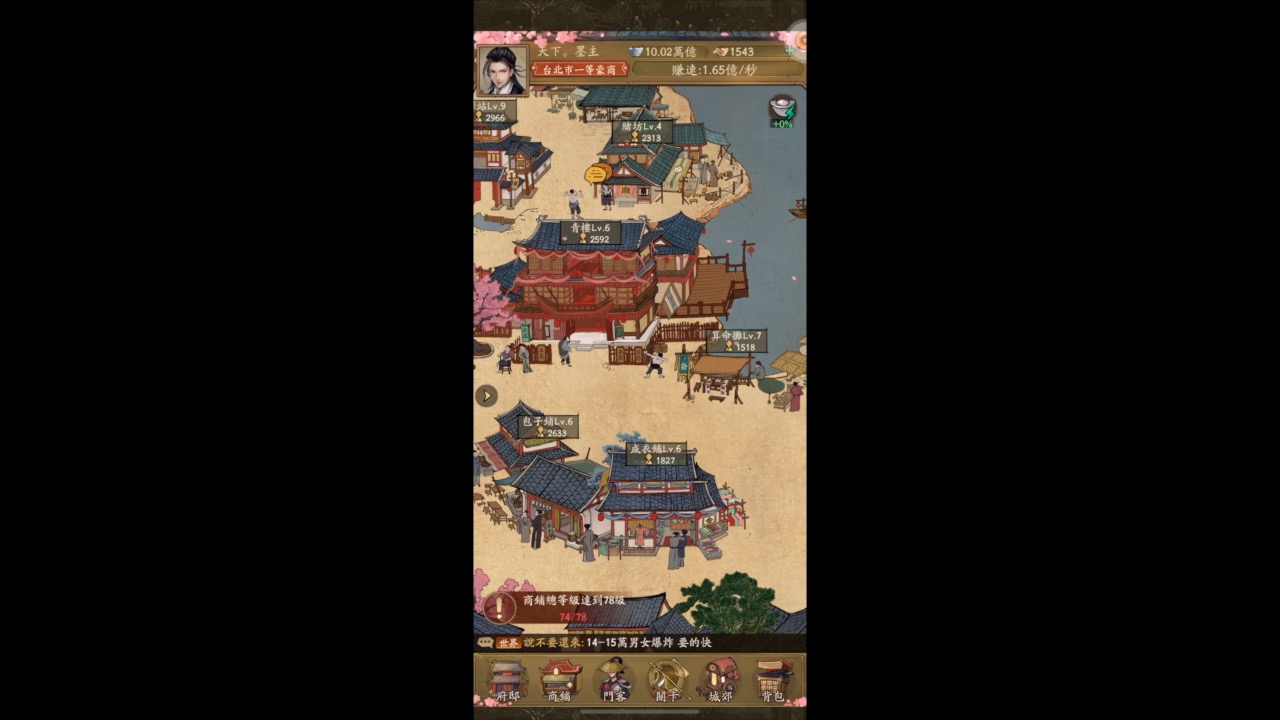 天下。墨主
10.02萬億
1543
台北市一等豪商
賺速:1.65億/秒
站Lv.9
2966
+0%
賭坊Lv.4
2313
青樓Lv.6
2592
算命攤Lv.7
1518
包子鋪Lv.6
2633
成衣鋪Lv.6
1827
商鋪總等級達到78級
74/78
世界 說不要還來: 14-15萬男女爆炸 要的快
府邸
商鋪
門客
關卡
城郊
背包